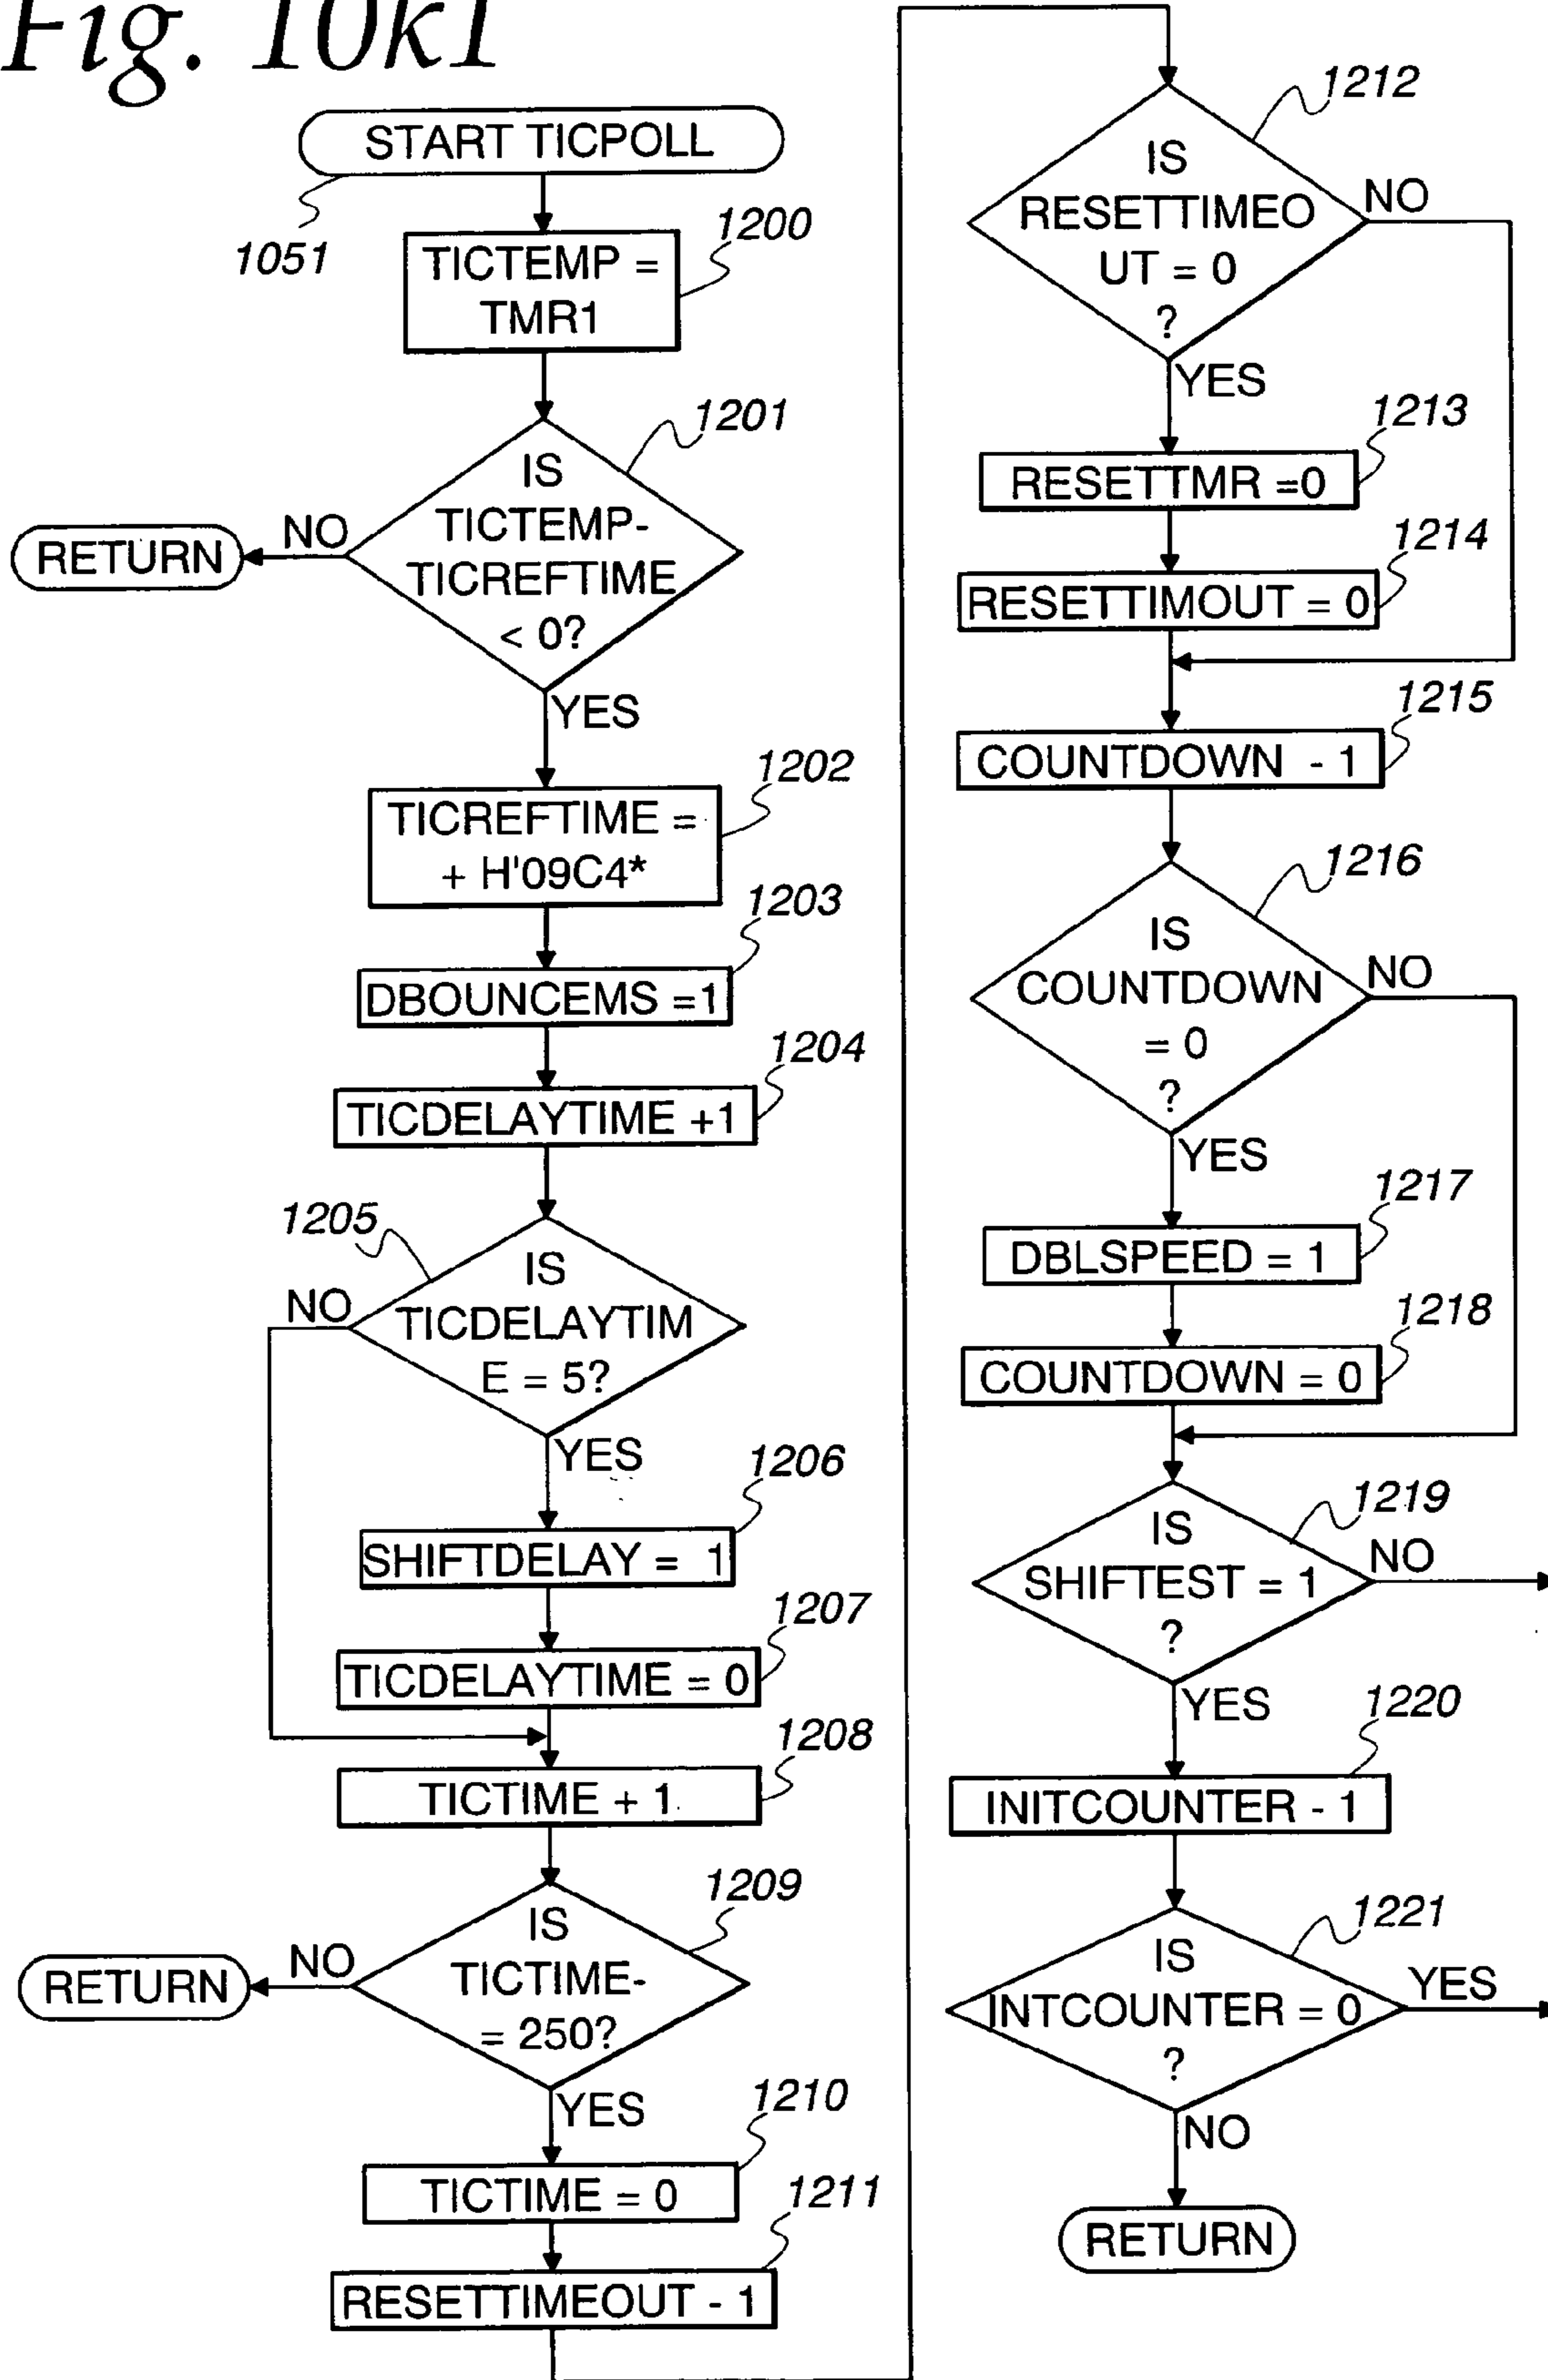 Fig. 10k1
START TICPOLL
1051
1200
TICTEMP =
TMR1
1201
IS
TICTEMP-
TICREFTIME
< 0?
NO
RETURN
YES
1202
TICREFTIME =
+ H'09C4*
1203
DBOUNCEMS =1
1204
TICDELAYTIME +1
1205
IS
TICDELAYTIM
E = 5?
NO
YES
1206
SHIFTDELAY = 1
1207
TICDELAYTIME = 0
1208
TICTIME + 1
1209
IS
TICTIME-
= 250?
NO
RETURN
YES
1210
TICTIME = 0
1211
RESETTIMEOUT - 1
1212
IS
RESETTIMEO
UT = 0
?
NO
YES
1213
RESETTMR =0
1214
RESETTIMOUT = 0
1215
COUNTDOWN - 1
1216
IS
COUNTDOWN
= 0
?
NO
YES
1217
DBLSPEED = 1
1218
COUNTDOWN = 0
1219
IS
SHIFTEST = 1
?
NO
YES
1220
INITCOUNTER - 1
1221
IS
INTCOUNTER = 0
?
YES
NO
RETURN